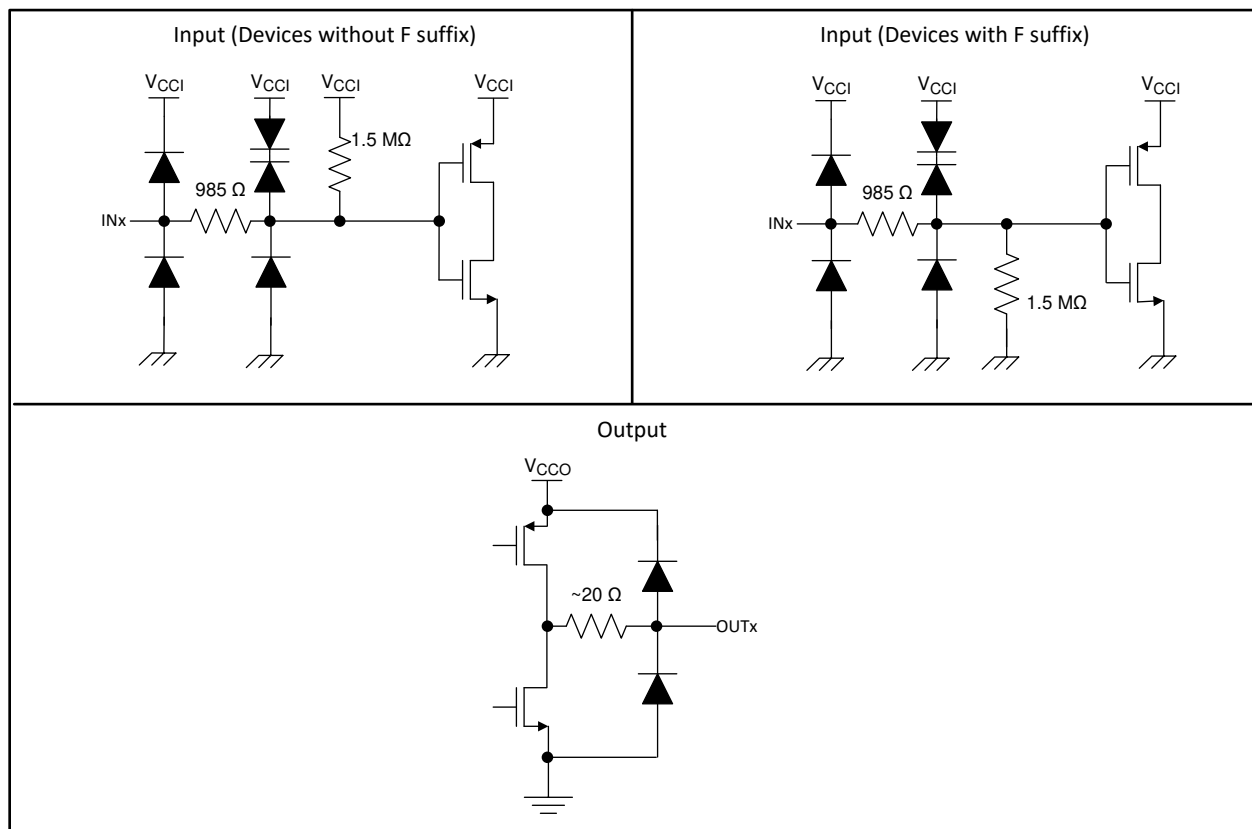 Input (Devices without F suffix)
V_CCI V_CCI V_CCI V_CCI
1.5 MΩ
985 Ω
INx
Input (Devices with F suffix)
V_CCI V_CCI V_CCI
985 Ω
INx
1.5 MΩ
Output
V_CCO
~20 Ω
OUTx